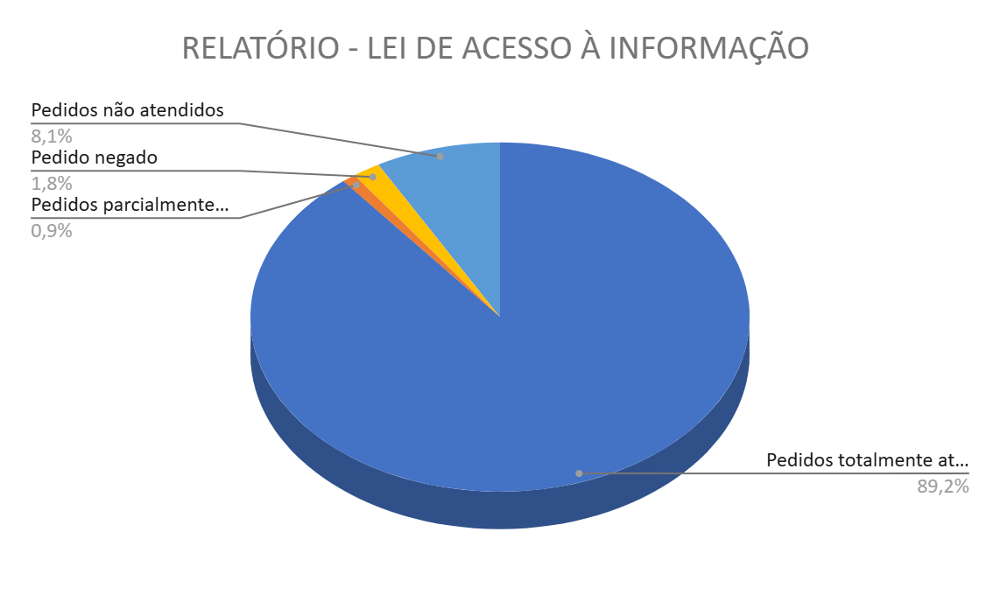 RELATÓRIO - LEI DE ACESSO À INFORMAÇÃO
Pedidos não atendidos
8,1%
Pedido negado
1,8%
Pedidos parcialmente...
0,9%
Pedidos totalmente at...
89,2%